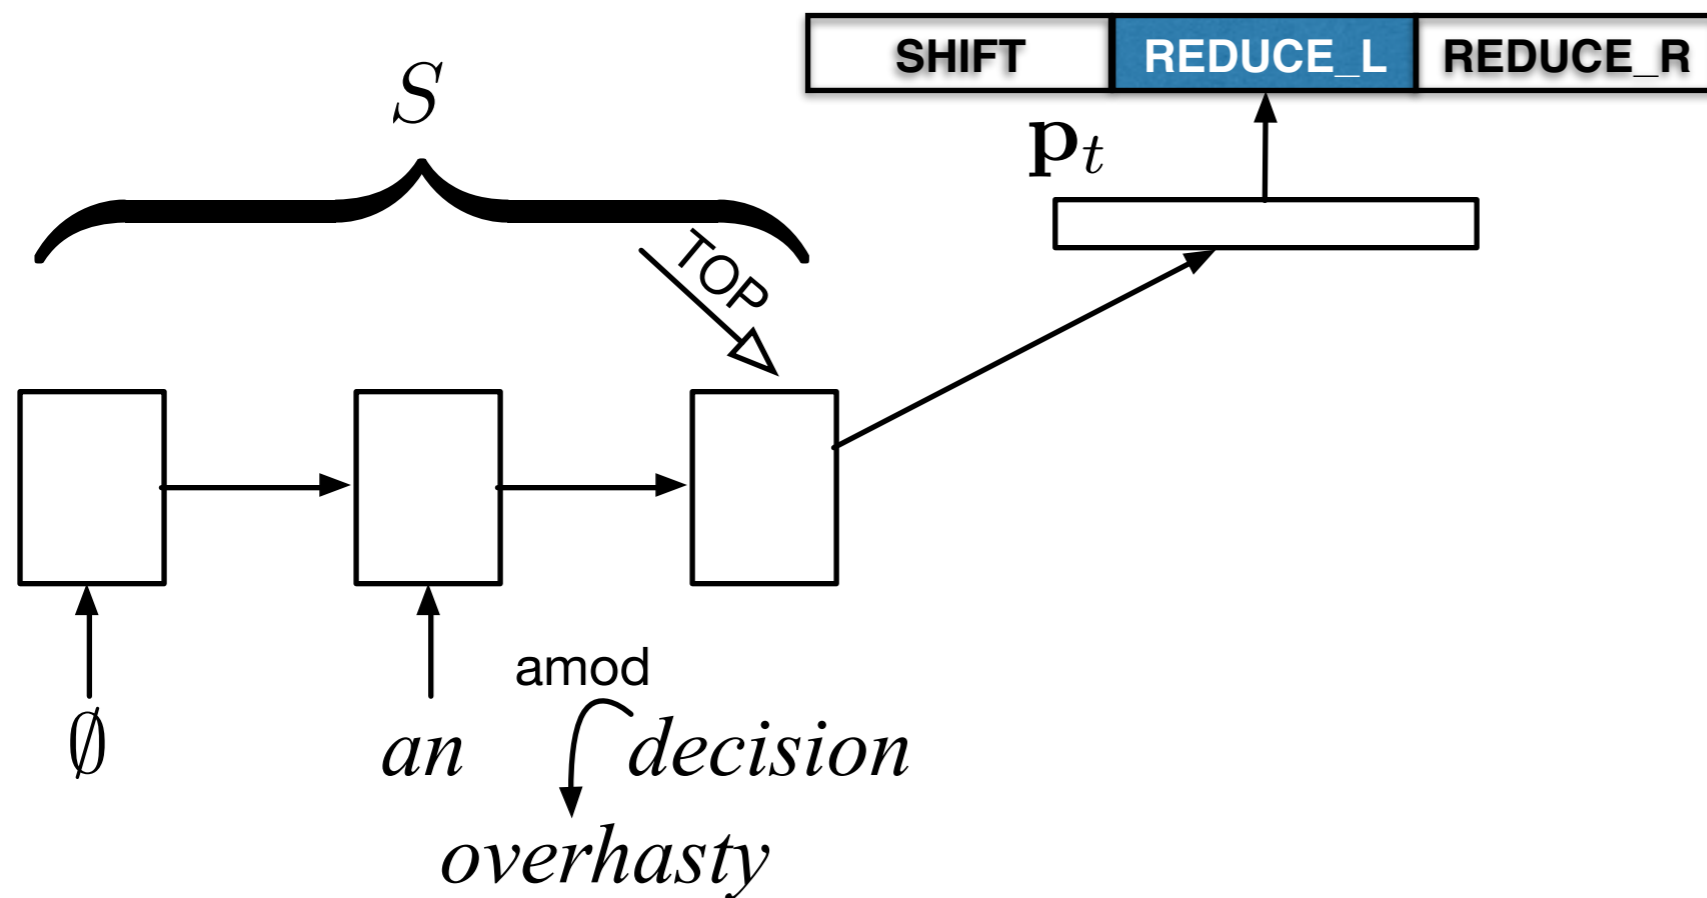 SHIFT REDUCE_L REDUCE_R
S
p_t
TOP
amod
∅ an decision
overhasty